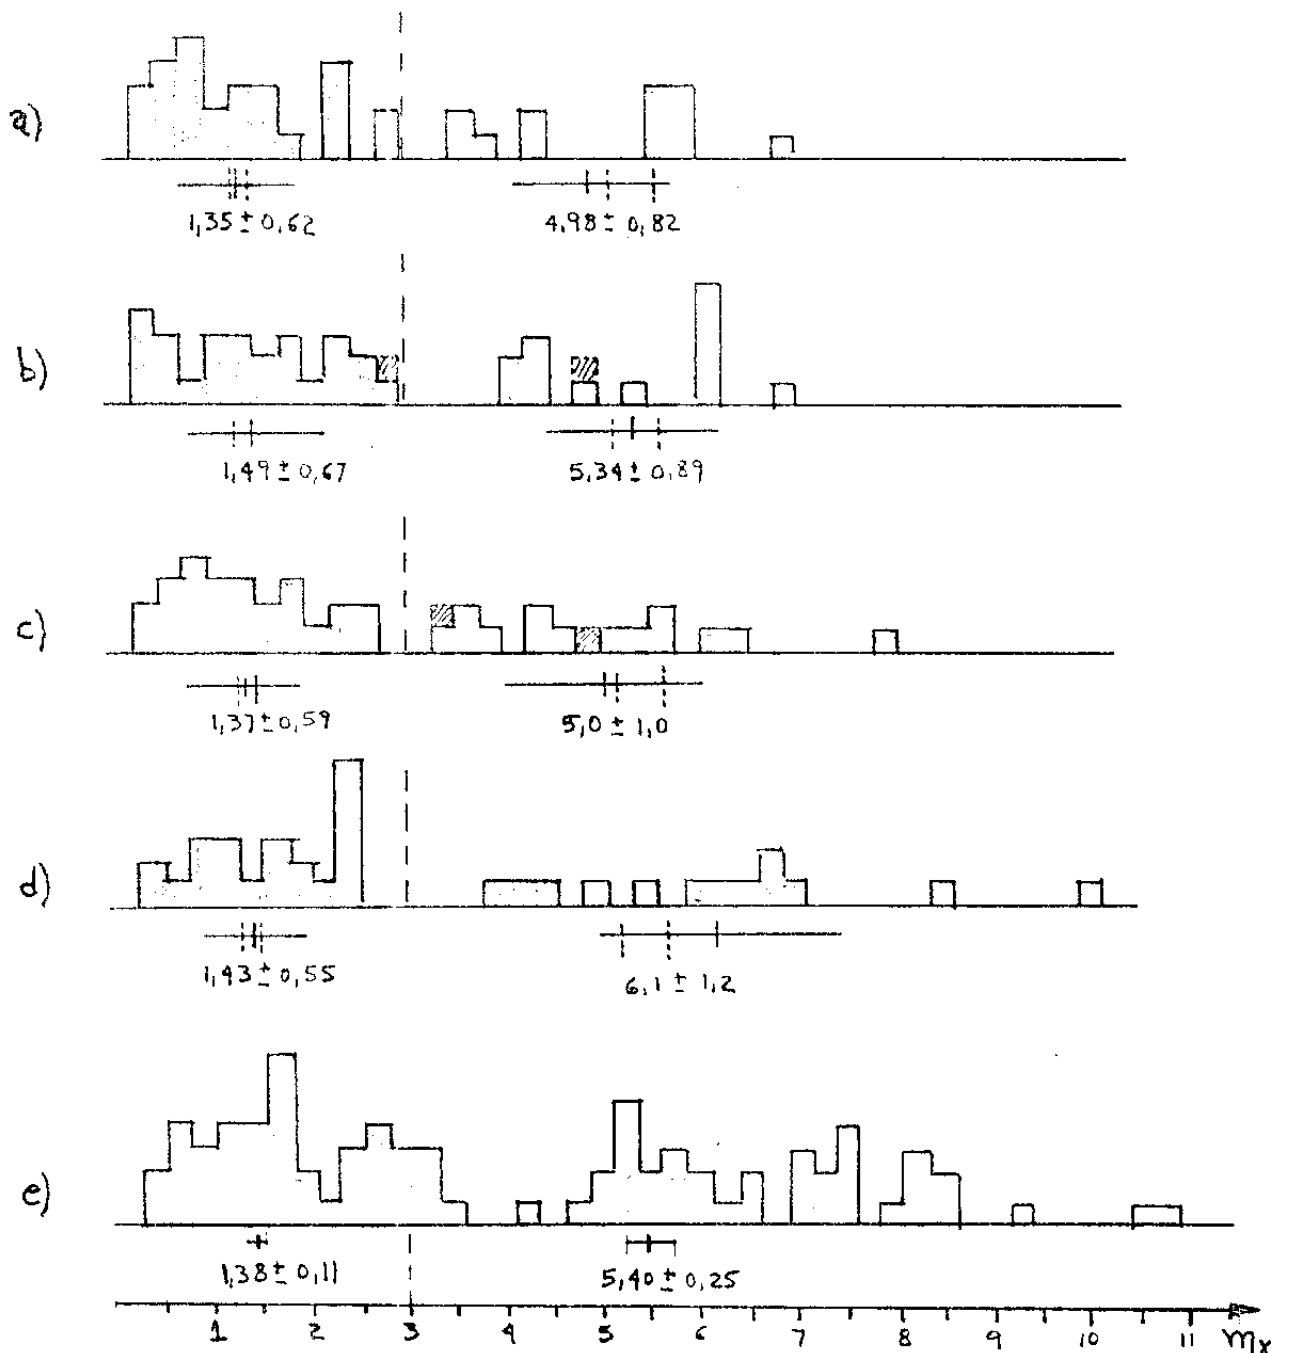 a)
1,35 ± 0,62 4,98 ± 0,82
b)
1,49 ± 0,67 5,34 ± 0,89
c)
1,37 ± 0,59 5,0 ± 1,0
d)
1,43 ± 0,55 6,1 ± 1,2
e)
1,38 ± 0,11 5,40 ± 0,25
1 2 3 4 5 6 7 8 9 10 11 mx